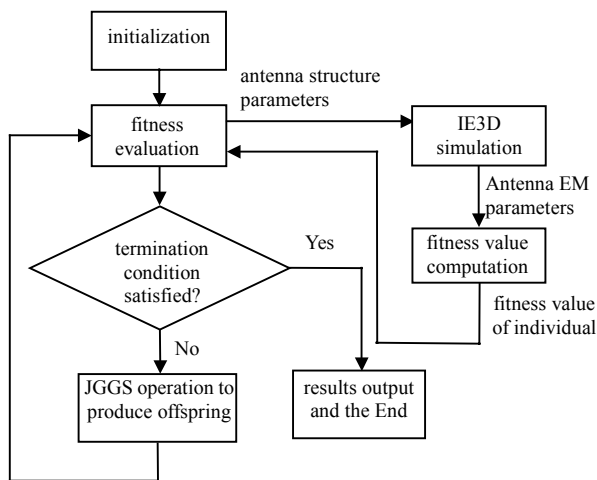 initialization
antenna structure
parameters
fitness
evaluation
IE3D
simulation
Antenna EM
parameters
termination
condition
satisfied?
Yes
fitness value
computation
fitness value
of individual
No
JGGS operation to
produce offspring
results output
and the End